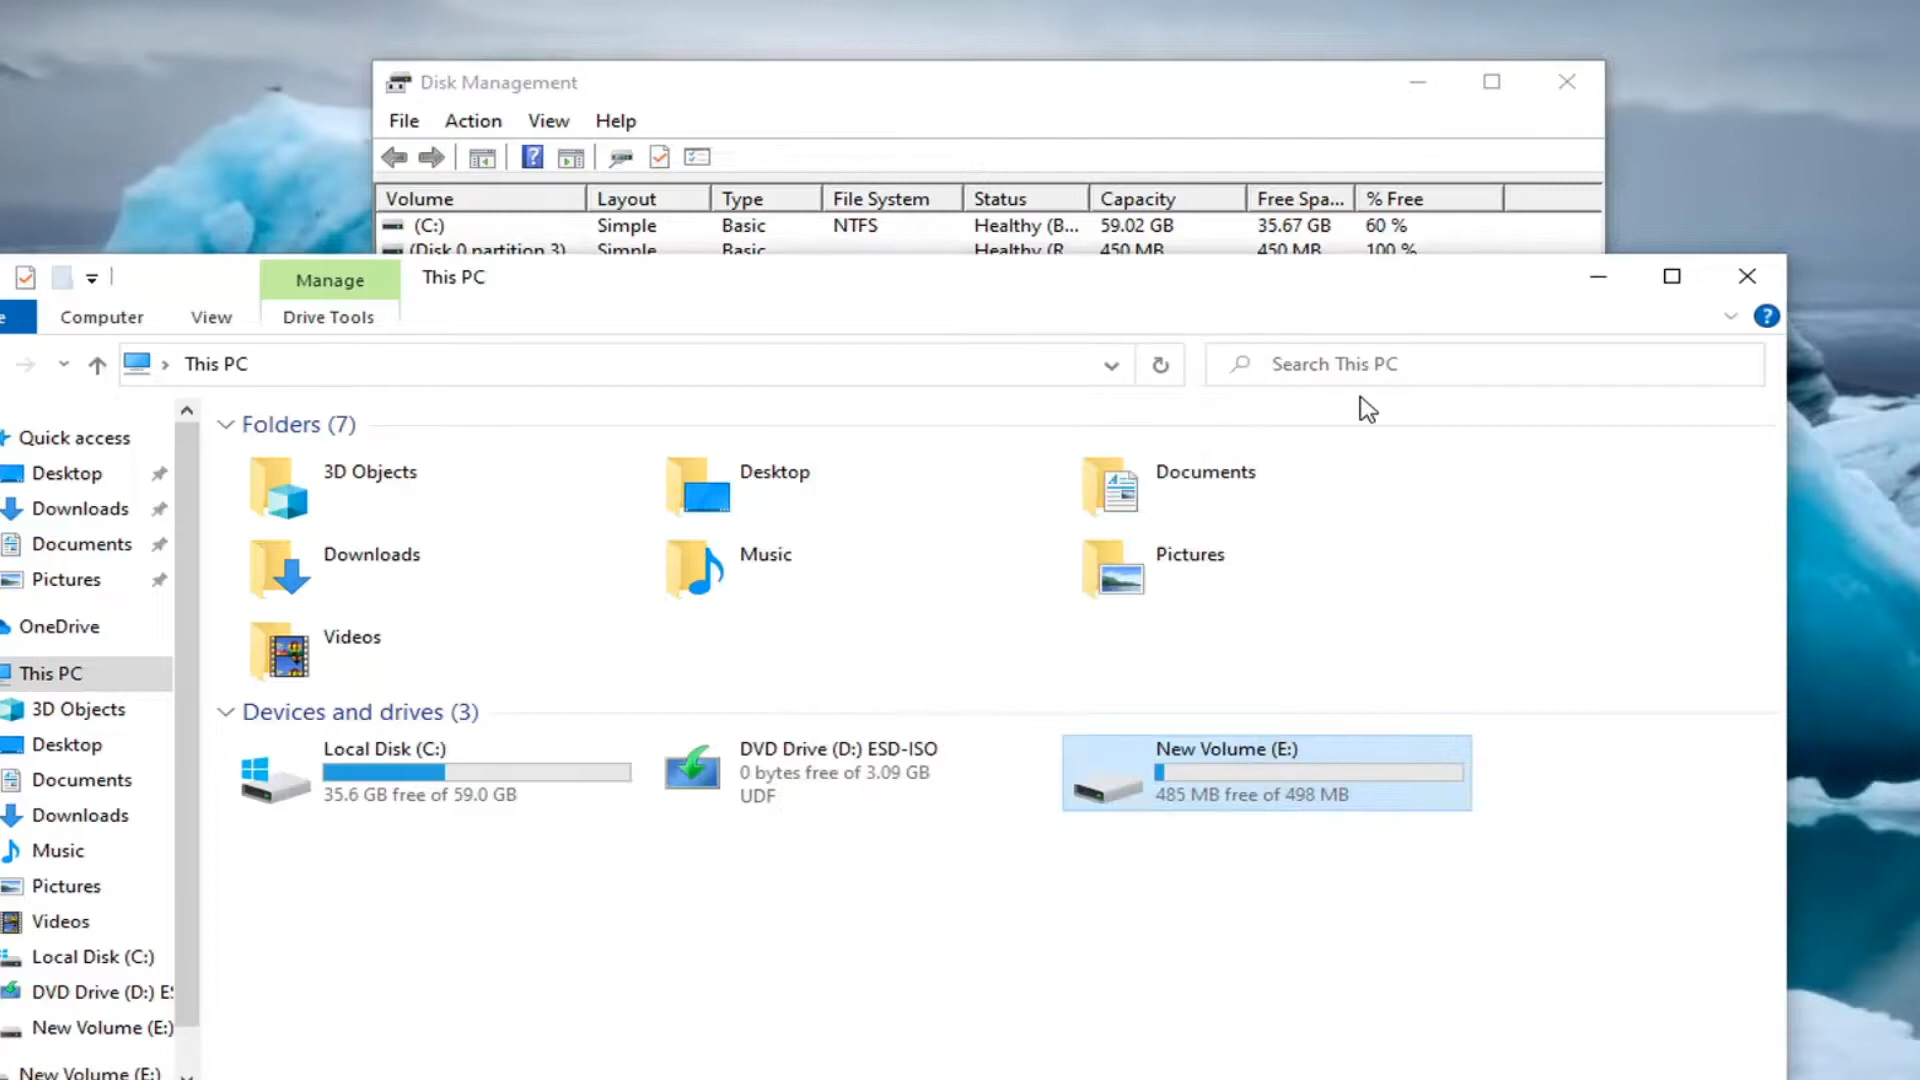 Disk Management
File Action View Help
Volume Layout Type File System Status Capacity Free Spa... % Free
(C:) Simple Basic NTFS Healthy (B... 59.02 GB 35.67 GB 60 %
(Disk 0 partition 3) Simple Basic Healthy (R 450 MB 450 MB 100 %
Manage This PC
e Computer View Drive Tools
This PC
Search This PC
Quick access
Desktop
Downloads
Documents
Pictures
OneDrive
This PC
3D Objects
Desktop
Documents
Downloads
Music
Pictures
Videos
Local Disk (C:)
DVD Drive (D:) ES
New Volume (E:)
New Volume (E:)
Folders (7)
3D Objects
Desktop
Documents
Downloads
Music
Pictures
Videos
Devices and drives (3)
Local Disk (C:)
35.6 GB free of 59.0 GB
DVD Drive (D:) ESD-ISO
0 bytes free of 3.09 GB
UDF
New Volume (E:)
485 MB free of 498 MB